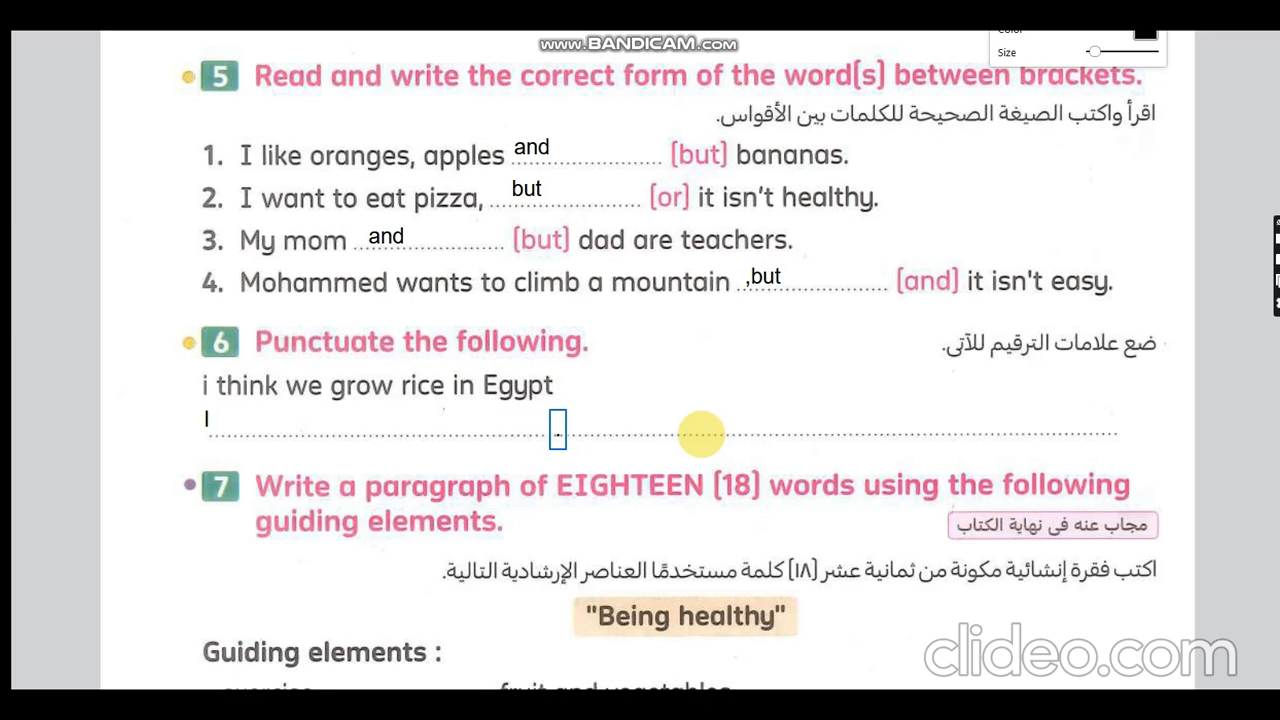 www.BANDICAM.com
Size
5 Read and write the correct form of the word(s) between brackets.
اقرأ واكتب الصيغة الصحيحة للكلمات بين الأقواس.
1. I like oranges, apples and (but) bananas.
2. I want to eat pizza, but (or) it isn't healthy.
3. My mom and (but) dad are teachers.
4. Mohammed wants to climb a mountain ,but (and) it isn't easy.
6 Punctuate the following.
ضع علامات الترقيم للآتى.
i think we grow rice in Egypt
I .
7 Write a paragraph of EIGHTEEN (18) words using the following
guiding elements.
مجاب عنه فى نهاية الكتاب
اكتب فقرة إنشائية مكونة من ثمانية عشر (١٨) كلمة مستخدمًا العناصر الإرشادية التالية.
"Being healthy"
Guiding elements :
clideo.com
fruit and vegetables